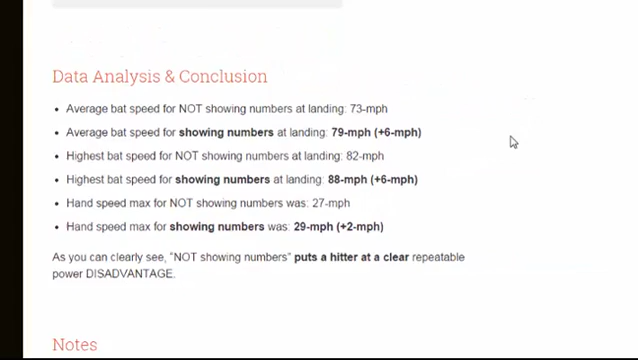 Data Analysis & Conclusion
• Average bat speed for NOT showing numbers at landing: 73-mph
• Average bat speed for showing numbers at landing: 79-mph (+6-mph)
• Highest bat speed for NOT showing numbers at landing: 82-mph
• Highest bat speed for showing numbers at landing: 88-mph (+6-mph)
• Hand speed max for NOT showing numbers was: 27-mph
• Hand speed max for showing numbers was: 29-mph (+2-mph)
As you can clearly see, “NOT showing numbers” puts a hitter at a clear repeatable
power DISADVANTAGE.
Notes